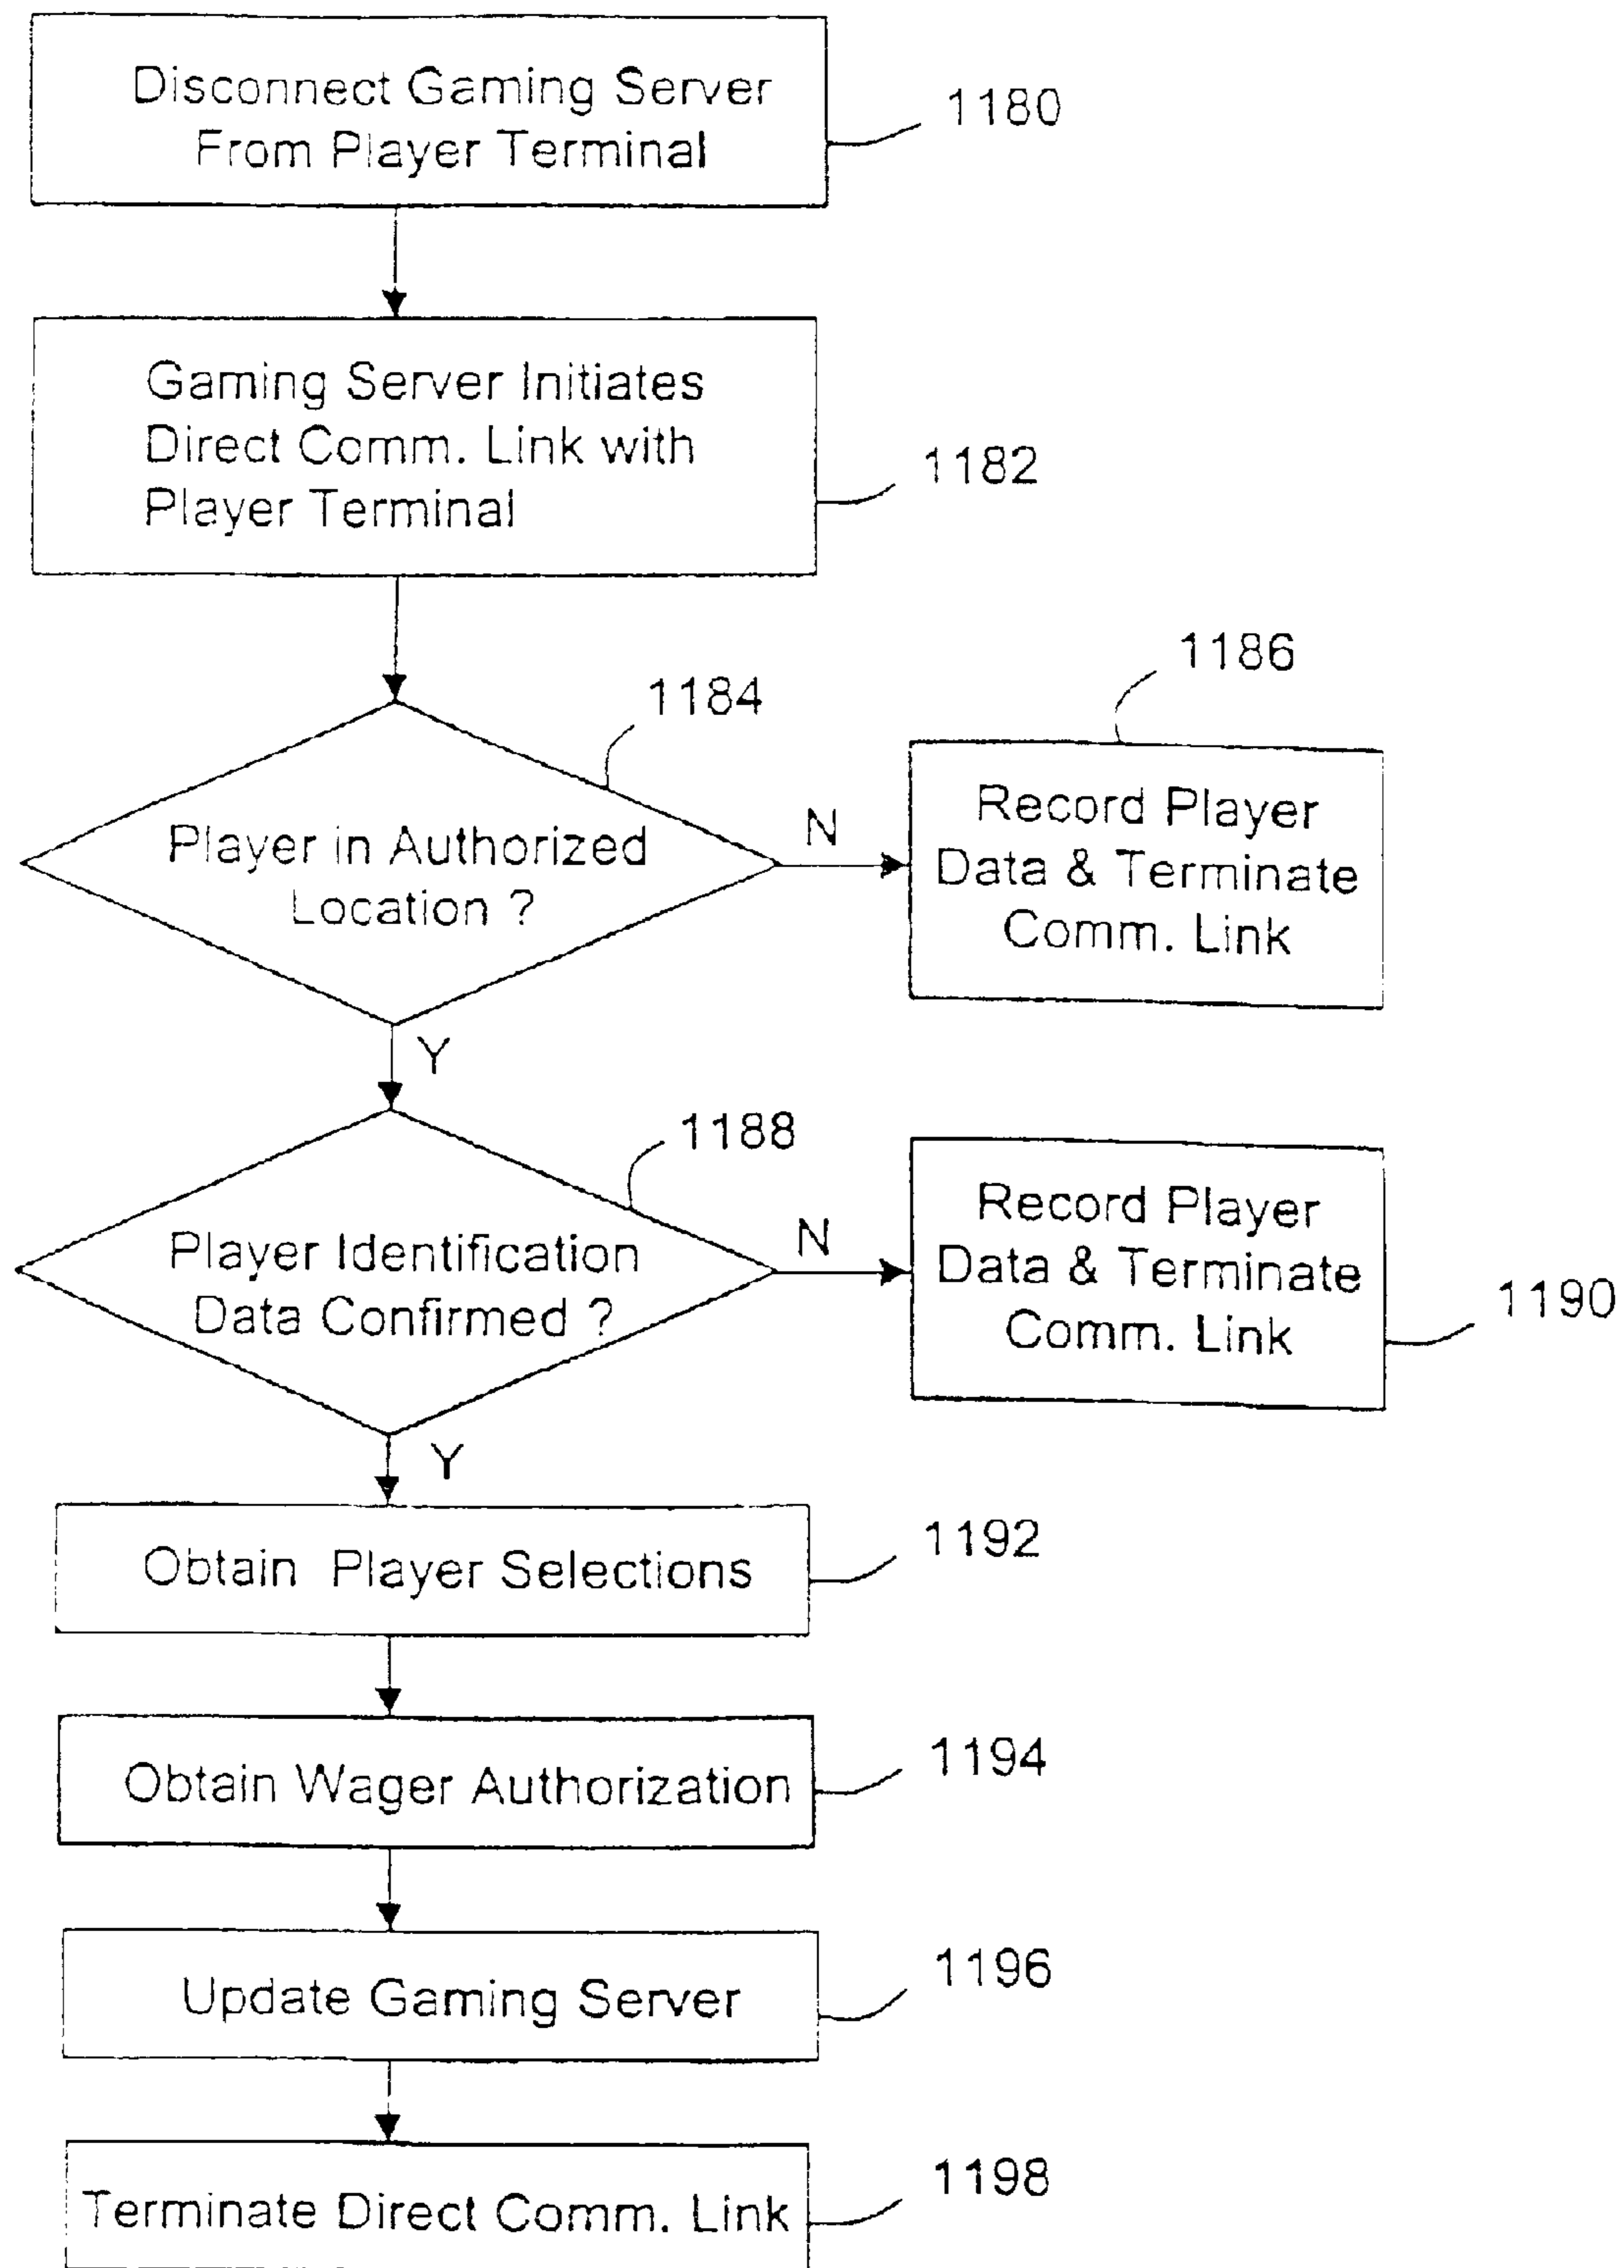 Disconnect Gaming Server
From Player Terminal
1180
Gaming Server Initiates
Direct Comm. Link with
Player Terminal
1182
1184
Player in Authorized
Location ?
N
1186
Record Player
Data & Terminate
Comm. Link
Y
1188
Player Identification
Data Confirmed ?
N
Record Player
Data & Terminate
Comm. Link
1190
Y
Obtain Player Selections
1192
Obtain Wager Authorization
1194
Update Gaming Server
1196
Terminate Direct Comm. Link
1198